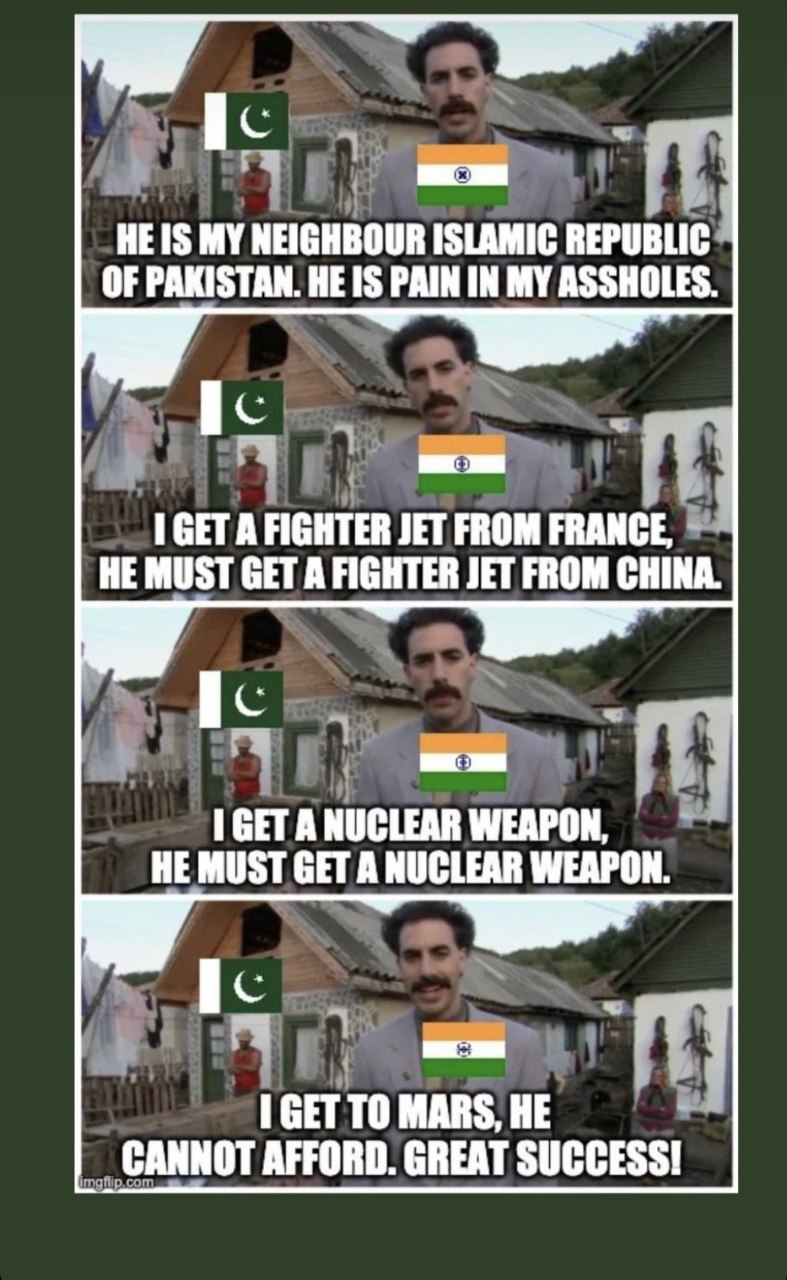 HE IS MY NEIGHBOUR ISLAMIC REPUBLIC
OF PAKISTAN. HE IS PAIN IN MY ASSHOLES.
I GET A FIGHTER JET FROM FRANCE,
HE MUST GET A FIGHTER JET FROM CHINA.
I GET A NUCLEAR WEAPON,
HE MUST GET A NUCLEAR WEAPON.
I GET TO MARS, HE
CANNOT AFFORD. GREAT SUCCESS!
imgflip.com